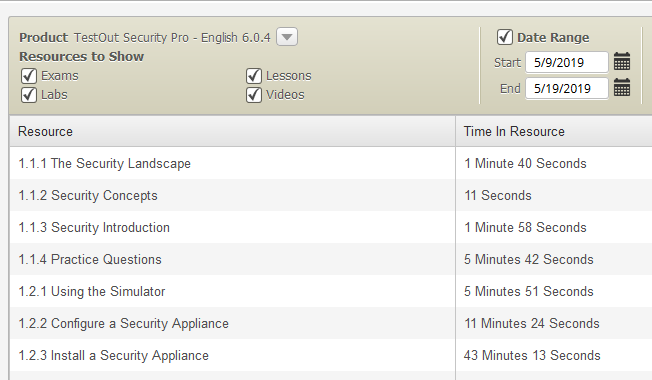 Product TestOut Security Pro - English 6.0.4
Date Range
Resources to Show
Start 5/9/2019
Exams Lessons
End 5/19/2019
Labs Videos
Resource Time In Resource
1.1.1 The Security Landscape 1 Minute 40 Seconds
1.1.2 Security Concepts 11 Seconds
1.1.3 Security Introduction 1 Minute 58 Seconds
1.1.4 Practice Questions 5 Minutes 42 Seconds
1.2.1 Using the Simulator 5 Minutes 51 Seconds
1.2.2 Configure a Security Appliance 11 Minutes 24 Seconds
1.2.3 Install a Security Appliance 43 Minutes 13 Seconds